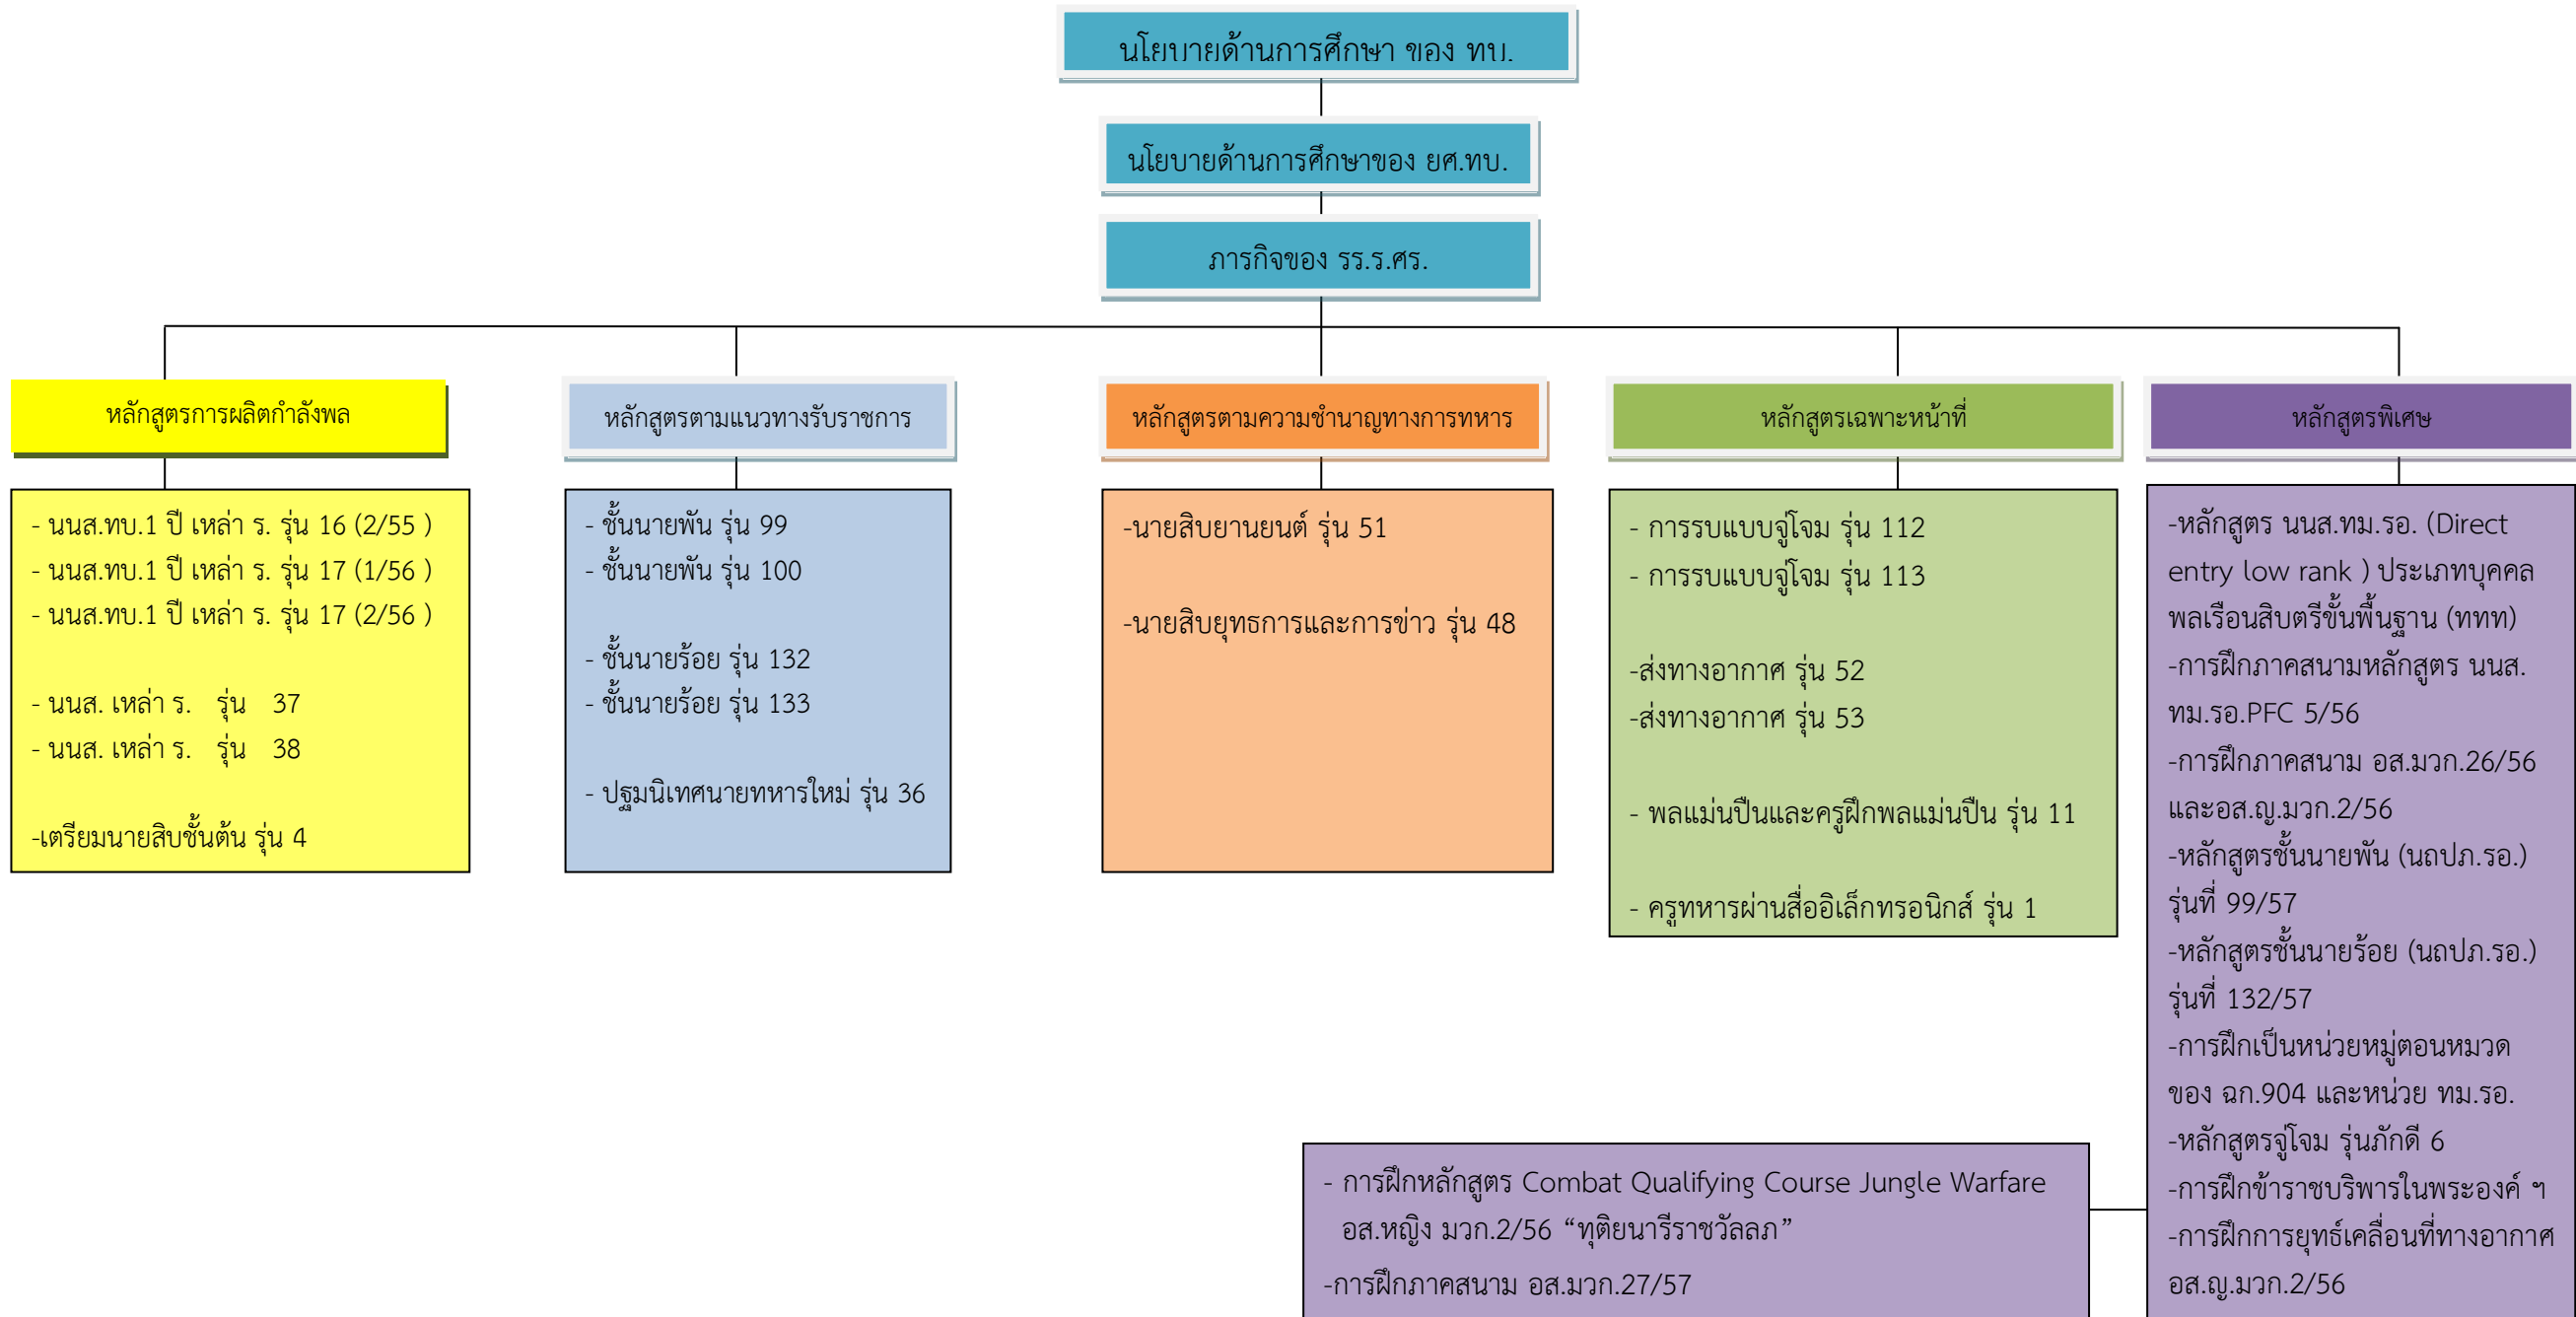 นโยบายด้านการศึกษา ของ ทบ.
นโยบายด้านการศึกษาของ ยศ.ทบ.
ภารกิจของ รร.ร.ศร.
หลักสูตรการผลิตกำลังพล
- นนส.ทบ.1 ปี เหล่า ร. รุ่น 16 (2/55 )
- นนส.ทบ.1 ปี เหล่า ร. รุ่น 17 (1/56 )
- นนส.ทบ.1 ปี เหล่า ร. รุ่น 17 (2/56 )
- นนส. เหล่า ร. รุ่น 37
- นนส. เหล่า ร. รุ่น 38
-เตรียมนายสิบชั้นต้น รุ่น 4
หลักสูตรตามแนวทางรับราชการ
- ชั้นนายพัน รุ่น 99
- ชั้นนายพัน รุ่น 100
- ชั้นนายร้อย รุ่น 132
- ชั้นนายร้อย รุ่น 133
- ปฐมนิเทศนายทหารใหม่ รุ่น 36
หลักสูตรตามความชำนาญทางการทหาร
-นายสิบยานยนต์ รุ่น 51
-นายสิบยุทธการและการข่าว รุ่น 48
หลักสูตรเฉพาะหน้าที่
- การรบแบบจู่โจม รุ่น 112
- การรบแบบจู่โจม รุ่น 113
-ส่งทางอากาศ รุ่น 52
-ส่งทางอากาศ รุ่น 53
- พลแม่นปืนและครูฝึกพลแม่นปืน รุ่น 11
- ครูทหารผ่านสื่ออิเล็กทรอนิกส์ รุ่น 1
หลักสูตรพิเศษ
-หลักสูตร นนส.ทม.รอ. (Direct
entry low rank ) ประเภทบุคคล
พลเรือนสิบตรีขั้นพื้นฐาน (ททท)
-การฝึกภาคสนามหลักสูตร นนส.
ทม.รอ.PFC 5/56
-การฝึกภาคสนาม อส.มวก.26/56
และอส.ญ.มวก.2/56
-หลักสูตรชั้นนายพัน (นถปภ.รอ.)
รุ่นที่ 99/57
-หลักสูตรชั้นนายร้อย (นถปภ.รอ.)
รุ่นที่ 132/57
-การฝึกเป็นหน่วยหมู่ตอนหมวด
ของ ฉก.904 และหน่วย ทม.รอ.
-หลักสูตรจู่โจม รุ่นภักดี 6
-การฝึกข้าราชบริพารในพระองค์ ฯ
-การฝึกการยุทธ์เคลื่อนที่ทางอากาศ
อส.ญ.มวก.2/56
- การฝึกหลักสูตร Combat Qualifying Course Jungle Warfare
อส.หญิง มวก.2/56 “ทุติยนารีราชวัลลภ”
-การฝึกภาคสนาม อส.มวก.27/57